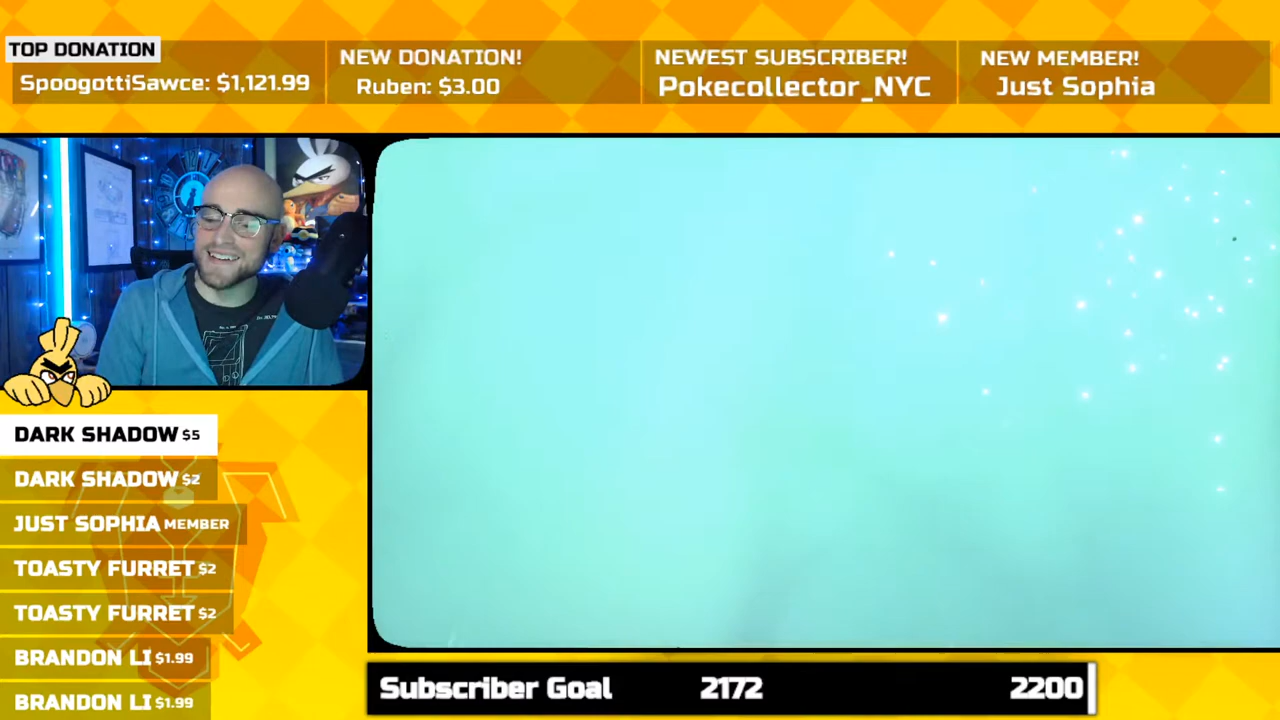 TOP DONATION
SpoogottiSawce: $1,121.99
NEW DONATION!
Ruben: $3.00
NEWEST SUBSCRIBER!
Pokecollector_NYC
NEW MEMBER!
Just Sophia
DARK SHADOW $5
DARK SHADOW $2
JUST SOPHIA MEMBER
TOASTY FURRET $2
TOASTY FURRET $2
BRANDON LI $1.99
BRANDON LI $1.99
Subscriber Goal 2172 2200